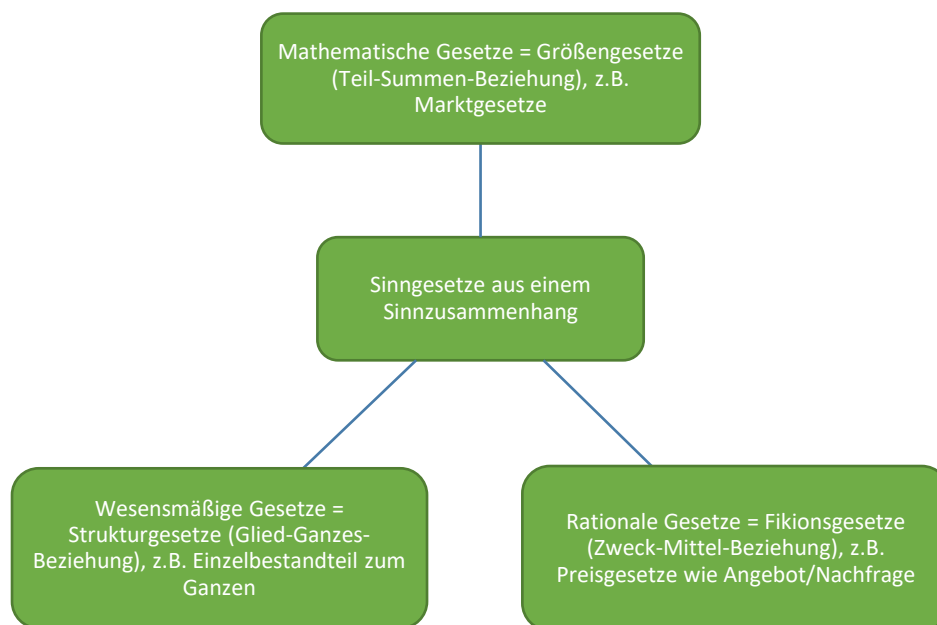 Mathematische Gesetze = Größengesetze
(Teil-Summen-Beziehung), z.B.
Marktgesetze
Sinngesetze aus einem
Sinnzusammenhang
Wesensmäßige Gesetze =
Strukturgesetze (Glied-Ganzes-
Beziehung), z.B. Einzelbestandteil zum
Ganzen
Rationale Gesetze = Fikionsgesetze
(Zweck-Mittel-Beziehung), z.B.
Preisgesetze wie Angebot/Nachfrage